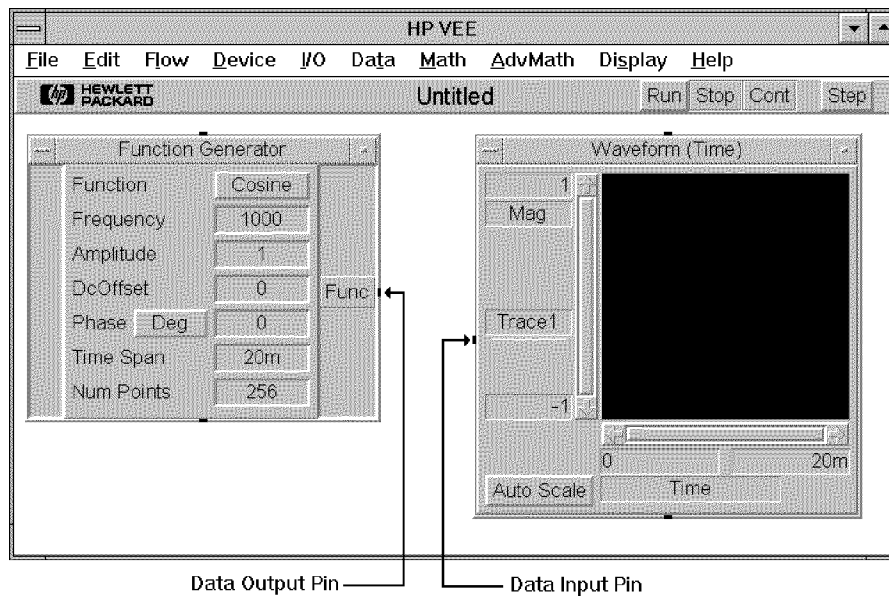 HP VEE
File Edit Flow Device I/O Data Math AdvMath Display Help
hp HEWLETT PACKARD
Untitled
Run Stop Cont Step
Function Generator
Function Cosine
Frequency 1000
Amplitude 1
DcOffset 0
Phase Deg 0
Time Span 20m
Num Points 256
Func
Waveform (Time)
1
Mag
Trace1
-1
0 20m
Auto Scale Time
Data Output Pin
Data Input Pin